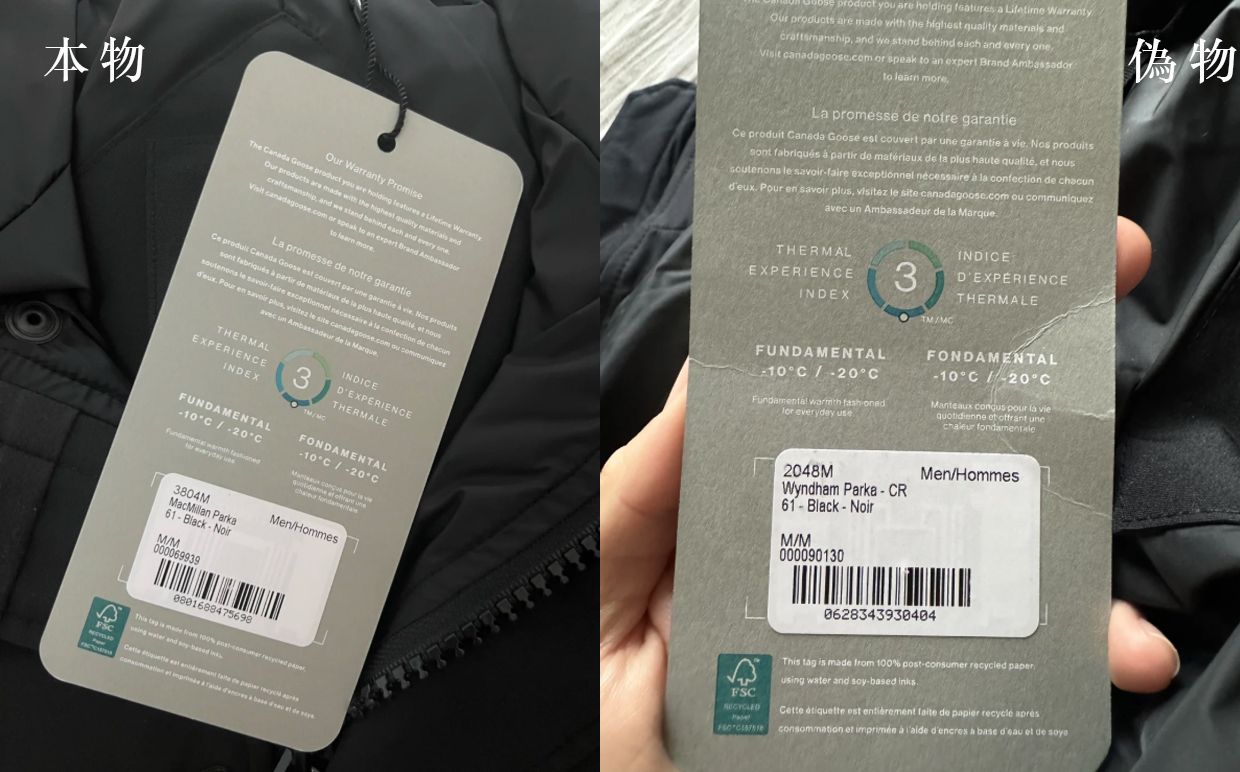 本物
Our Warranty Promise
The Canada Goose product you are holding features a Lifetime Warranty.
Our products are made with the highest quality materials and
craftsmanship, and we stand behind each and every one.
Visit canadagoose.com or speak to an expert Brand Ambassador
to learn more.
La promesse de notre garantie
Ce produit Canada Goose est couvert par une garantie à vie. Nos produits
sont fabriqués à partir de matériaux de la plus haute qualité, et nous
soutenons le savoir-faire exceptionnel nécessaire à la confection de chacun
d'eux. Pour en savoir plus, visitez le site canadagoose.com ou communiquez
avec un Ambassadeur de la Marque.
THERMAL
EXPERIENCE
INDEX
3
TM/MC
INDICE
D'EXPÉRIENCE
THERMALE
FUNDAMENTAL
-10°C / -20°C
Fundamental warmth fashioned
for everyday use.
FONDAMENTAL
-10°C / -20°C
Manteaux conçus pour la vie
quotidienne et offrant une
chaleur fondamentale.
3804M
Men/Hommes
MacMillan Parka
61 - Black - Noir
M/M
000069939
0801688475698
FSC
RECYCLED
Paper
FSC® C157518
This tag is made from 100% post-consumer recycled paper,
using water and soy-based inks.
Cette étiquette est entièrement faite de papier recyclé après
consommation et imprimée à l'aide d'encres à base d'eau et de soya.
偽物
The Canada Goose product you are holding features a Lifetime Warranty.
Our products are made with the highest quality materials and
craftsmanship, and we stand behind each and every one.
Visit canadagoose.com or speak to an expert Brand Ambassador
to learn more.
La promesse de notre garantie
Ce produit Canada Goose est couvert par une garantie à vie. Nos produits
sont fabriqués à partir de matériaux de la plus haute qualité, et nous
soutenons le savoir-faire exceptionnel nécessaire à la confection de chacun
d'eux. Pour en savoir plus, visitez le site canadagoose.com ou communiquez
avec un Ambassadeur de la Marque.
THERMAL
EXPERIENCE
INDEX
3
TM/MC
INDICE
D'EXPÉRIENCE
THERMALE
FUNDAMENTAL
-10°C / -20°C
Fundamental warmth fashioned
for everyday use.
FONDAMENTAL
-10°C / -20°C
Manteaux conçus pour la vie
quotidienne et offrant une
chaleur fondamentale
2048M
Men/Hommes
Wyndham Parka - CR
61 - Black - Noir
M/M
000090130
0628343930404
FSC
RECYCLED
Paper
FSC® C157518
This tag is made from 100% post-consumer recycled paper,
using water and soy-based inks.
Cette étiquette est entièrement faite de papier recyclé après
consommation et imprimée à l'aide d'encres à base d'eau et de soya